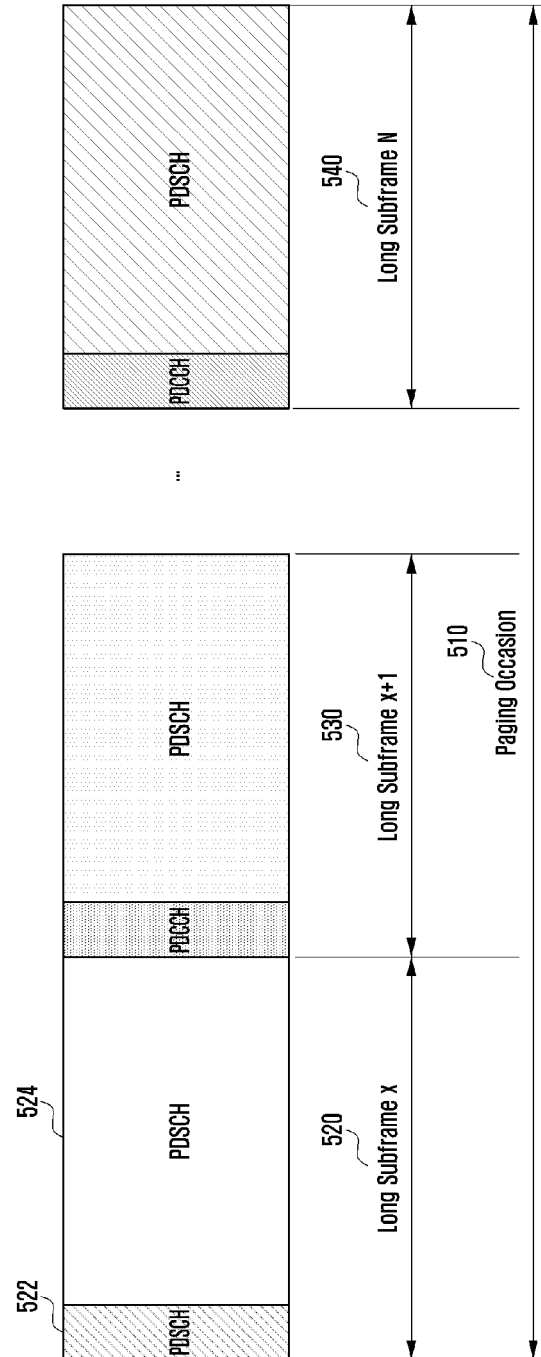 522
524
PDSCH
PDSCH
PDCCH
PDSCH
...
PDCCH
PDSCH
520
Long Subframe x
530
Long Subframe x+1
540
Long Subframe N
510
Paging Occasion